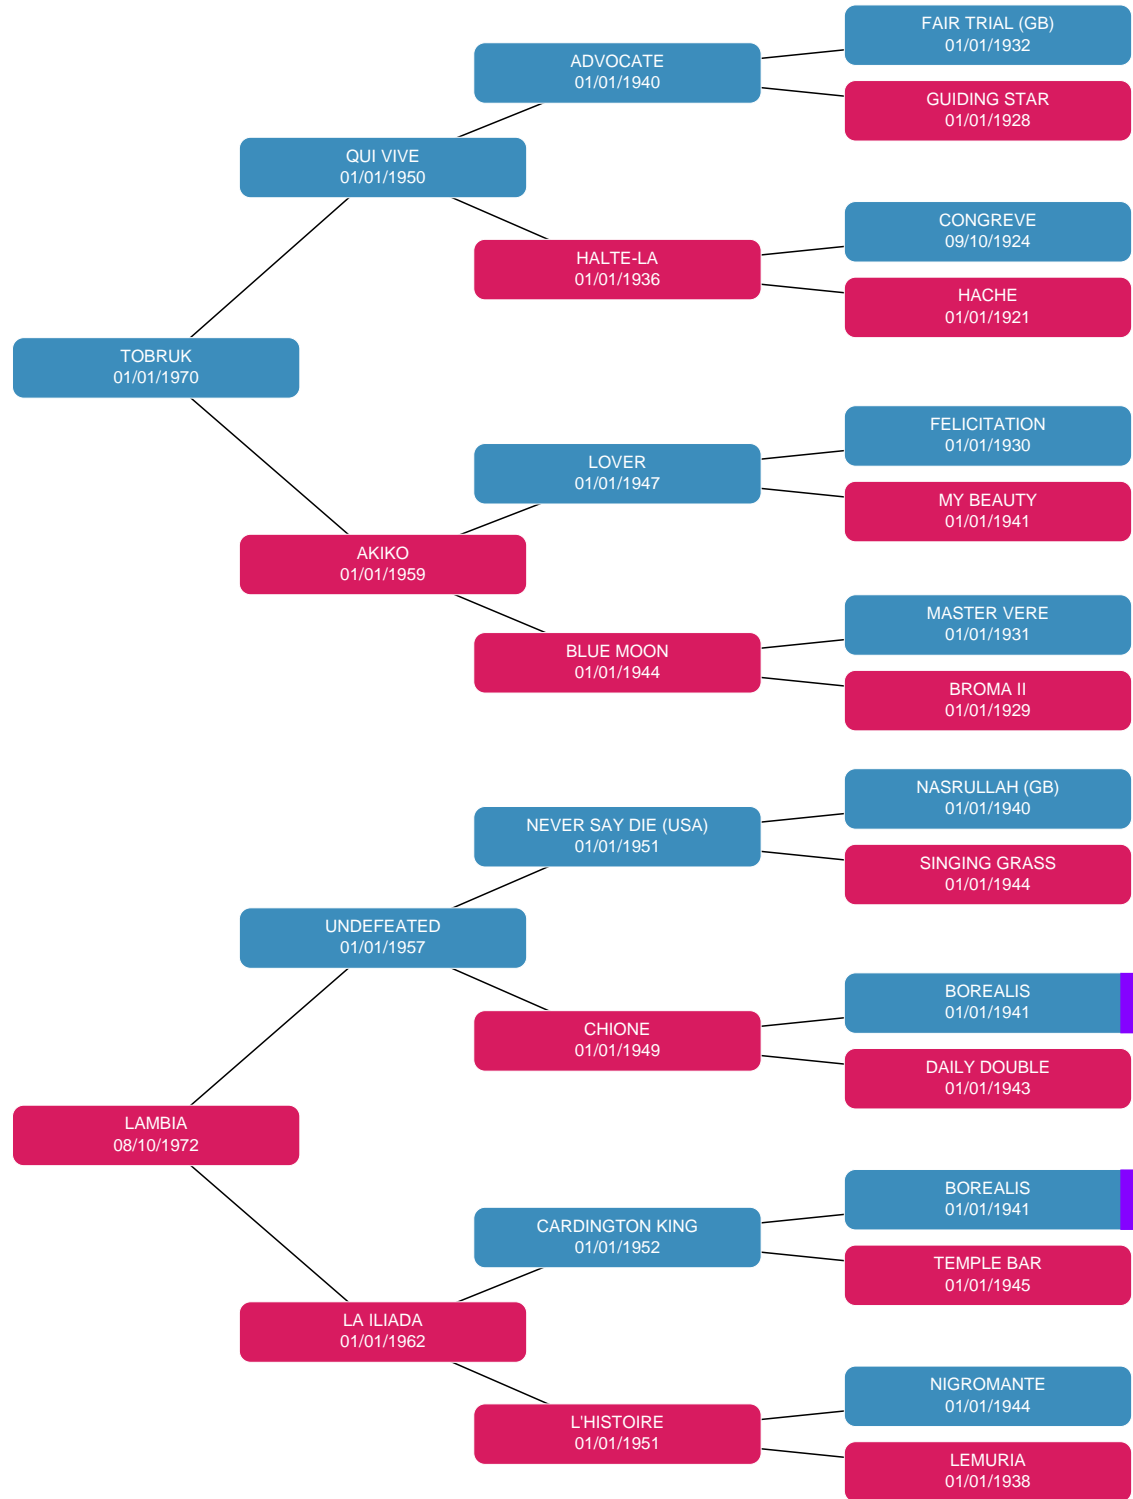 FAIR TRIAL (GB)
01/01/1932
ADVOCATE
01/01/1940
GUIDING STAR
01/01/1928
QUI VIVE
01/01/1950
CONGREVE
09/10/1924
HALTE-LA
01/01/1936
HACHE
01/01/1921
TOBRUK
01/01/1970
FELICITATION
01/01/1930
LOVER
01/01/1947
MY BEAUTY
01/01/1941
AKIKO
01/01/1959
MASTER VERE
01/01/1931
BLUE MOON
01/01/1944
BROMA II
01/01/1929
NASRULLAH (GB)
01/01/1940
NEVER SAY DIE (USA)
01/01/1951
SINGING GRASS
01/01/1944
UNDEFEATED
01/01/1957
BOREALIS
01/01/1941
CHIONE
01/01/1949
DAILY DOUBLE
01/01/1943
LAMBIA
08/10/1972
BOREALIS
01/01/1941
CARDINGTON KING
01/01/1952
TEMPLE BAR
01/01/1945
LA ILIADA
01/01/1962
NIGROMANTE
01/01/1944
L'HISTOIRE
01/01/1951
LEMURIA
01/01/1938